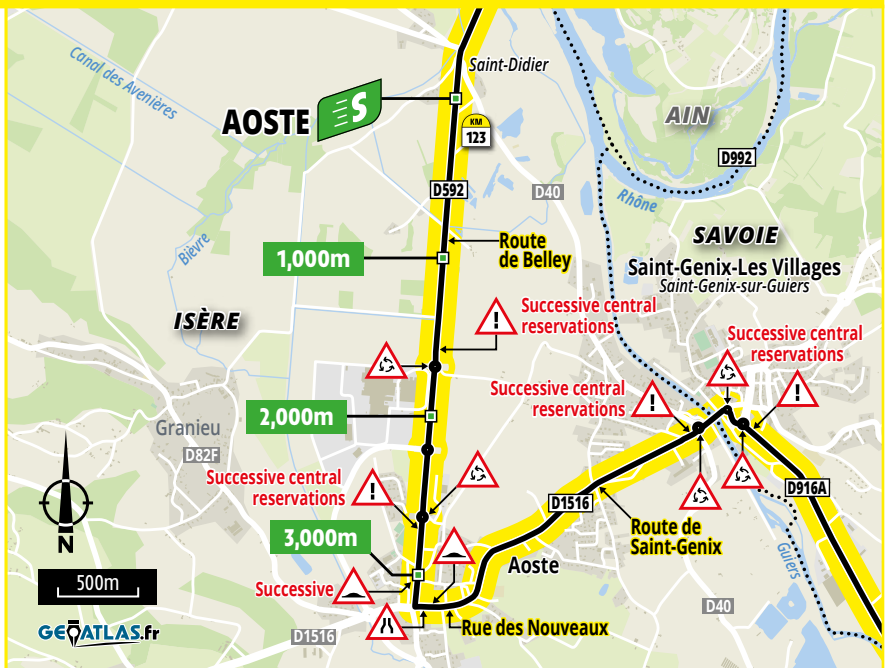 Saint-Didier
Canal des Avenières
AOSTE
S
KM
123
AIN
D992
D592
D40
Rhône
Bièvre
Route
de Belley
1,000m
SAVOIE
Saint-Genix-Les Villages
Saint-Genix-sur-Guiers
ISÈRE
!
Successive central
reservations
Successive central
reservations
Successive central
reservations
!
!
2,000m
Granieu
D82F
Successive central
reservations
!
D916A
D1516
Route de
Saint-Genix
3,000m
Aoste
Guiers
N
500m
Successive
D40
GEOATLAS.fr
D1516
Rue des Nouveaux